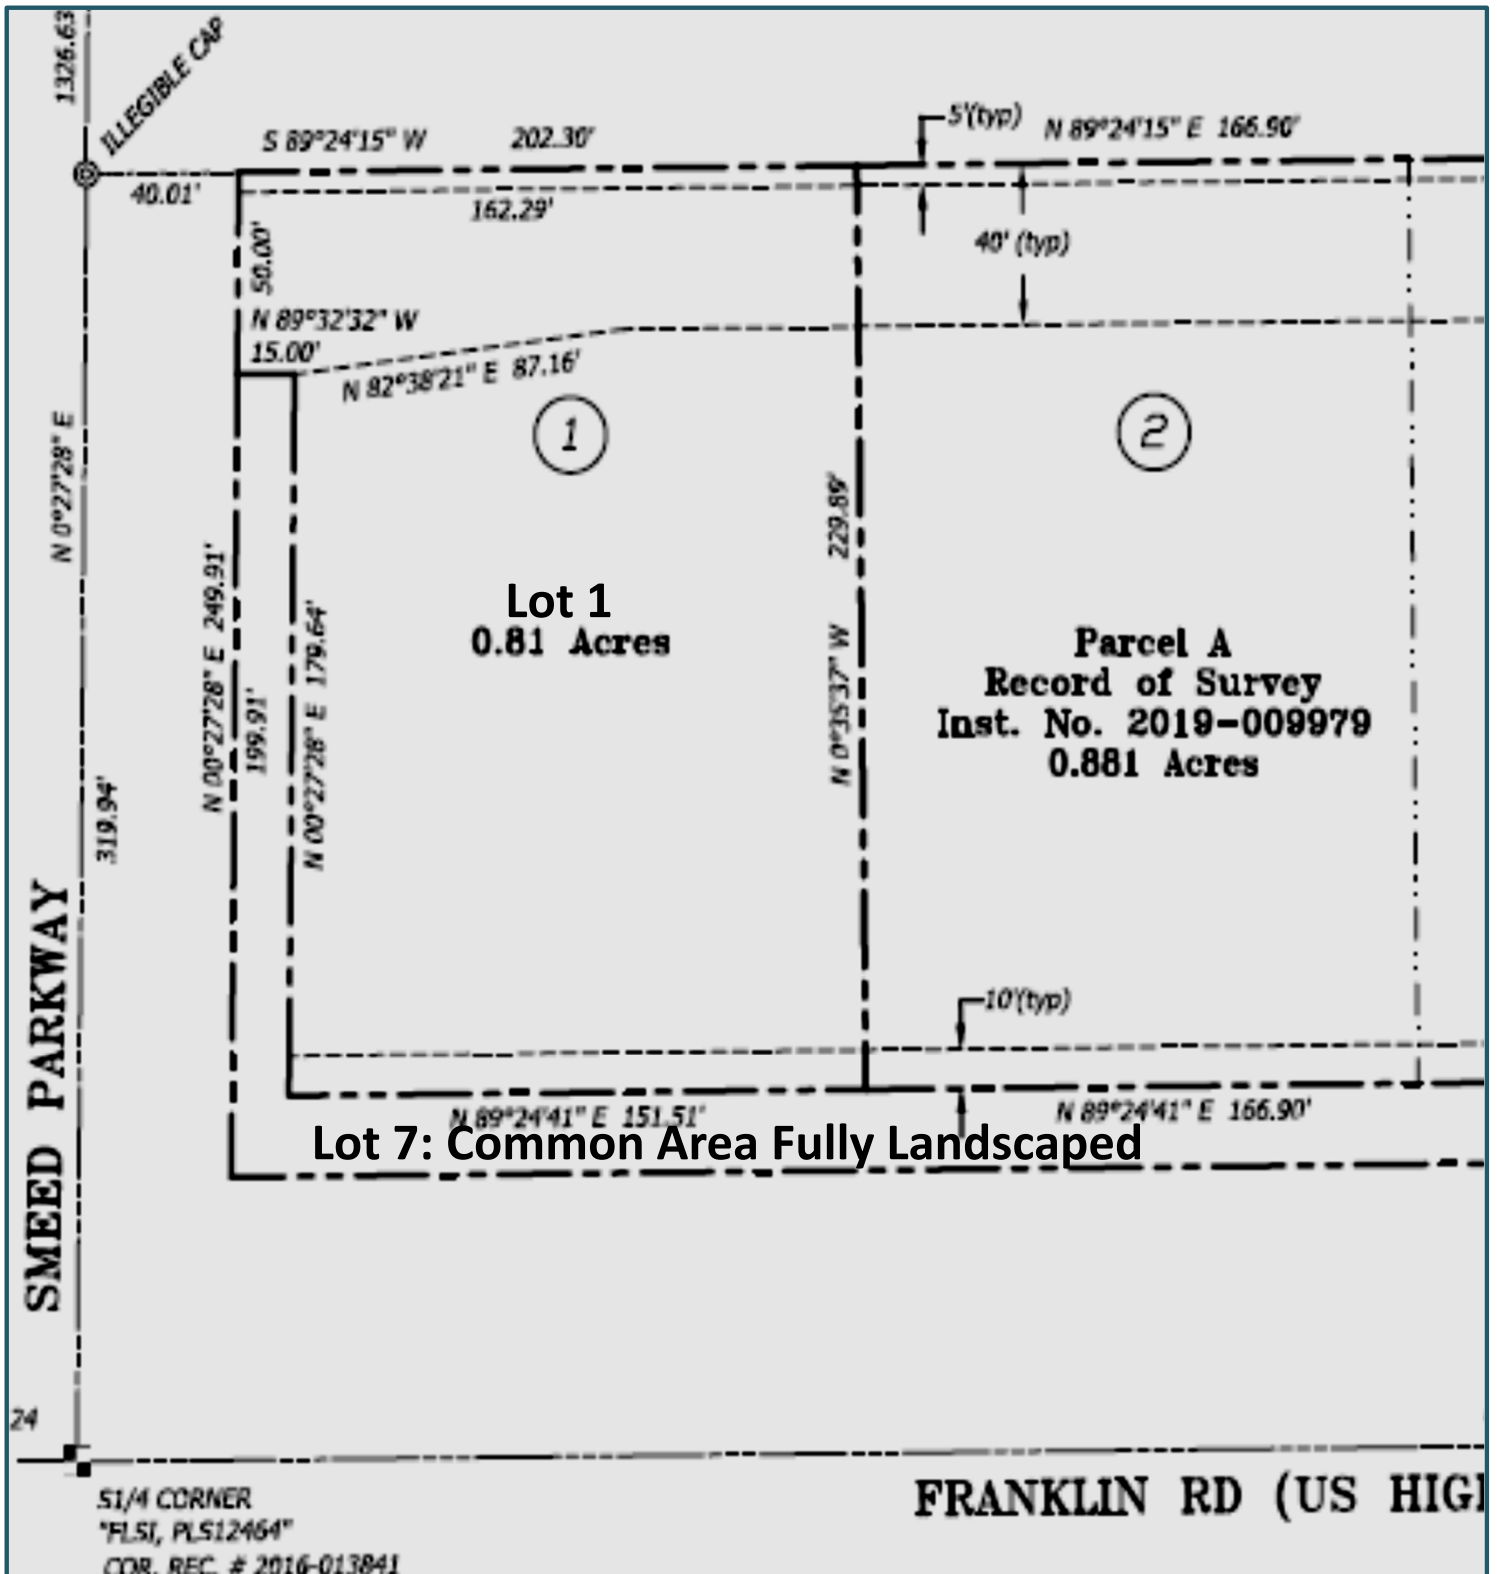 1326.63
ILLEGIBLE CAP
S 89°24'15" W 202.30'
5'(typ)
N 89°24'15" E 166.90'
40.01'
162.29'
50.00'
40' (typ)
N 89°32'32" W
15.00'
N 82°38'21" E 87.16'
1
2
N 0°27'28" E
319.94'
N 00°27'28" E 249.91'
199.91'
N 00°27'28" E 179.64'
N 0°35'37" W 229.89'
Lot 1
0.81 Acres
Parcel A
Record of Survey
Inst. No. 2019-009979
0.881 Acres
10'(typ)
N 89°24'41" E 151.51'
N 89°24'41" E 166.90'
Lot 7: Common Area Fully Landscaped
SMEED PARKWAY
24
FRANKLIN RD (US HIGH
S1/4 CORNER
"FLSI, PLS12464"
COR. REC. # 2016-013841